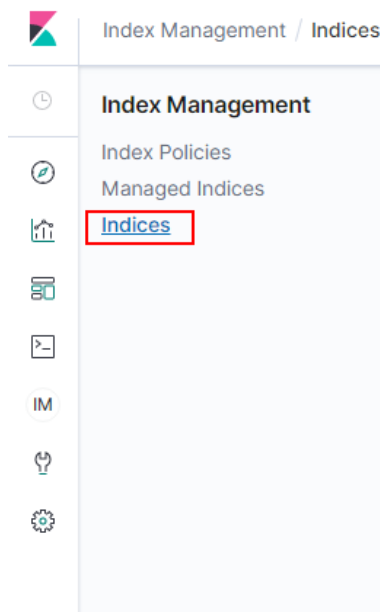 Index Management / Indices
Index Management
Index Policies
Managed Indices
Indices
IM